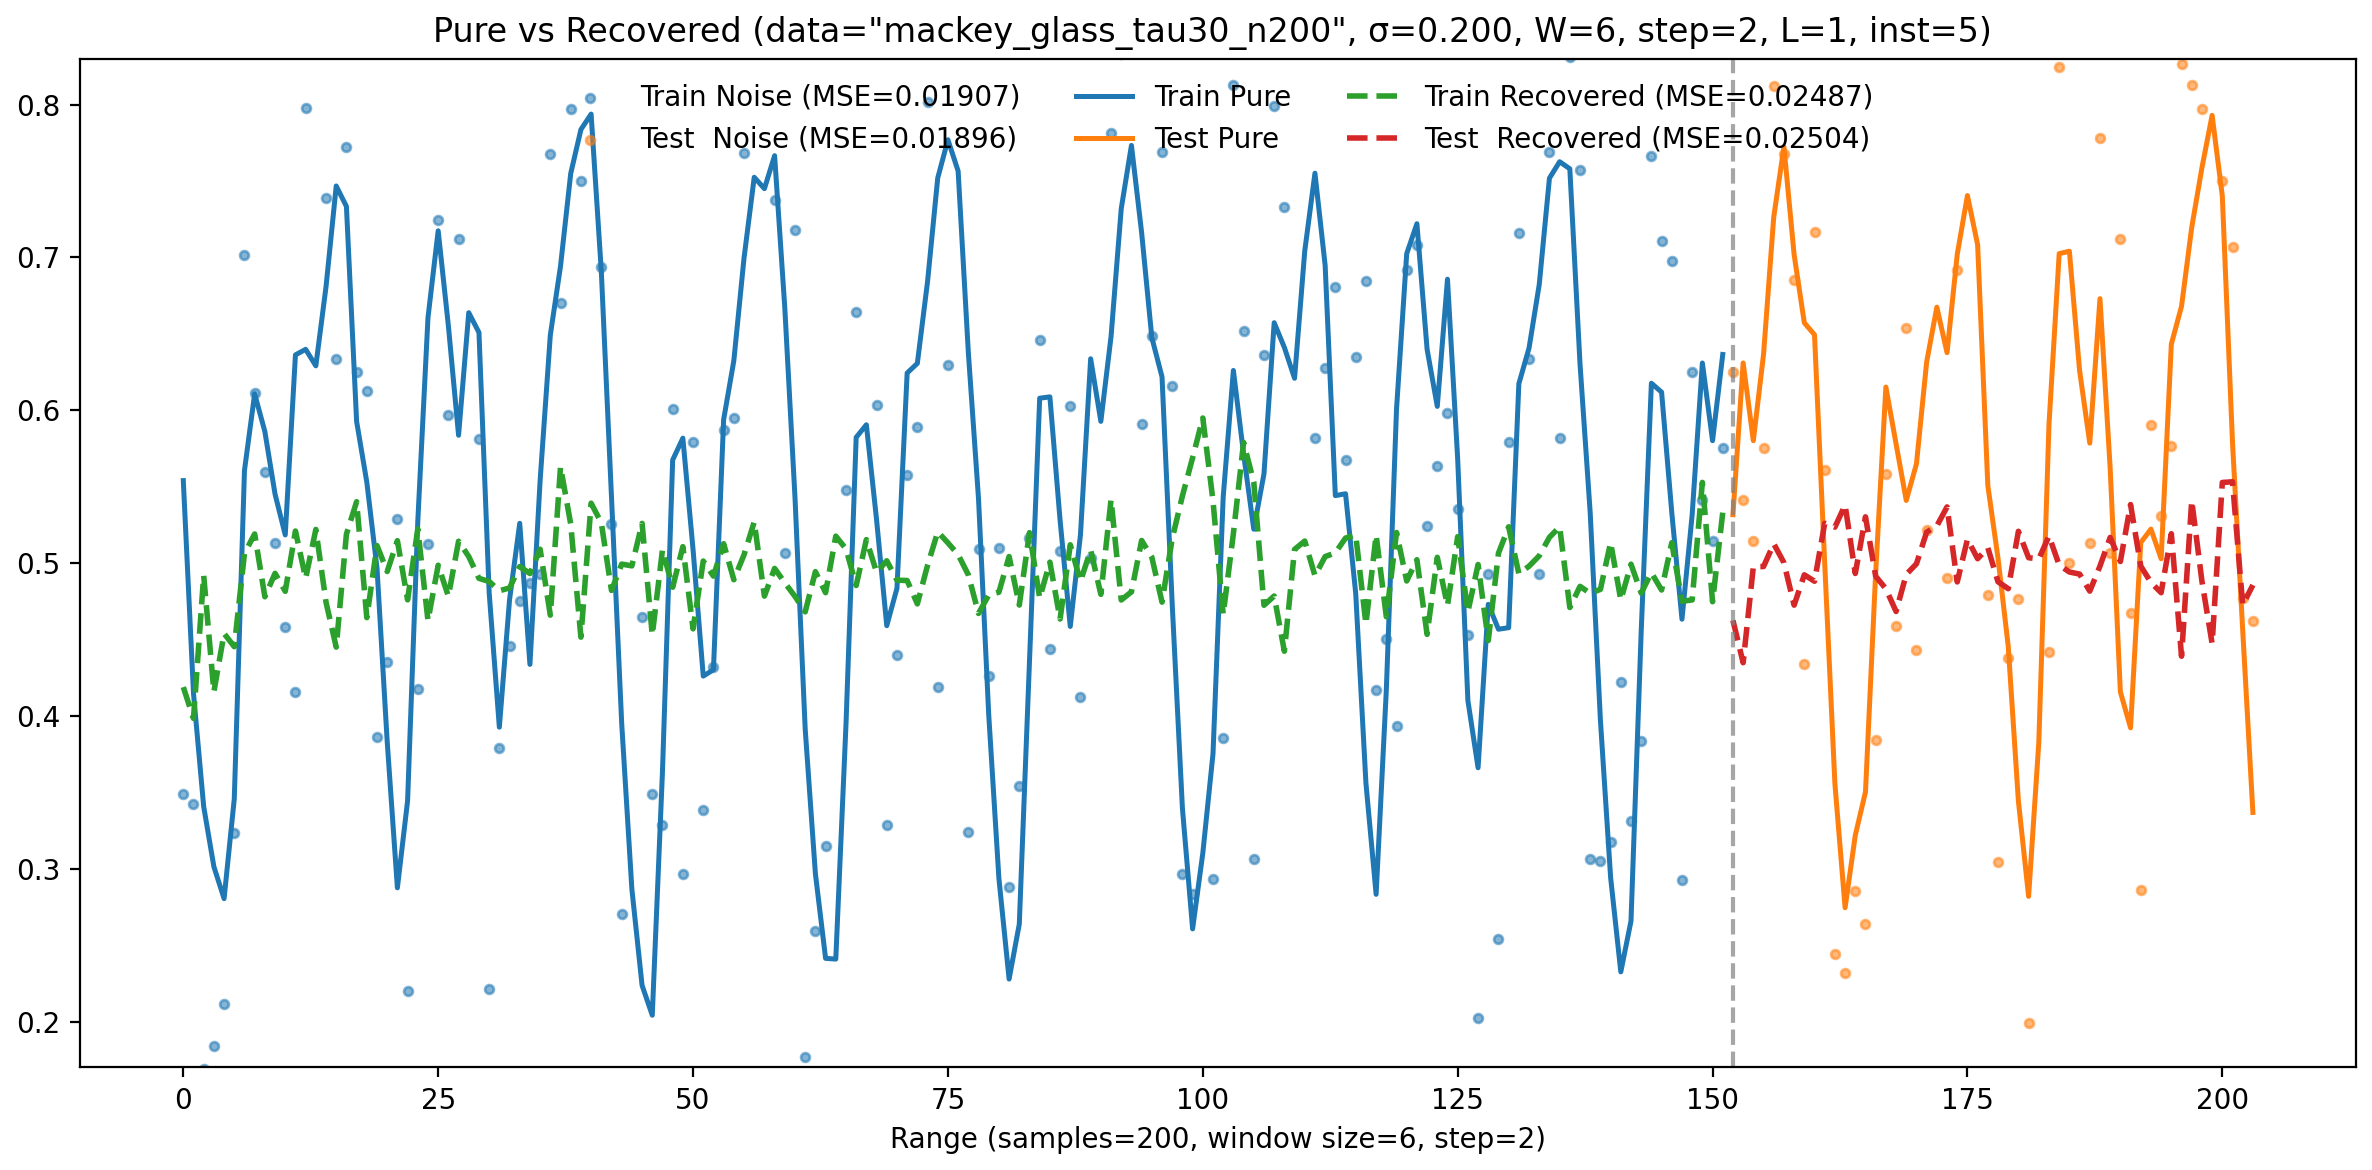 Pure vs Recovered (data="mackey_glass_tau30_n200", σ=0.200, W=6, step=2, L=1, inst=5)
Train Noise (MSE=0.01907) Train Pure Train Recovered (MSE=0.02487)
Test  Noise (MSE=0.01896) Test Pure Test  Recovered (MSE=0.02504)
0.8
0.7
0.6
0.5
0.4
0.3
0.2
0 25 50 75 100 125 150 175 200
Range (samples=200, window size=6, step=2)